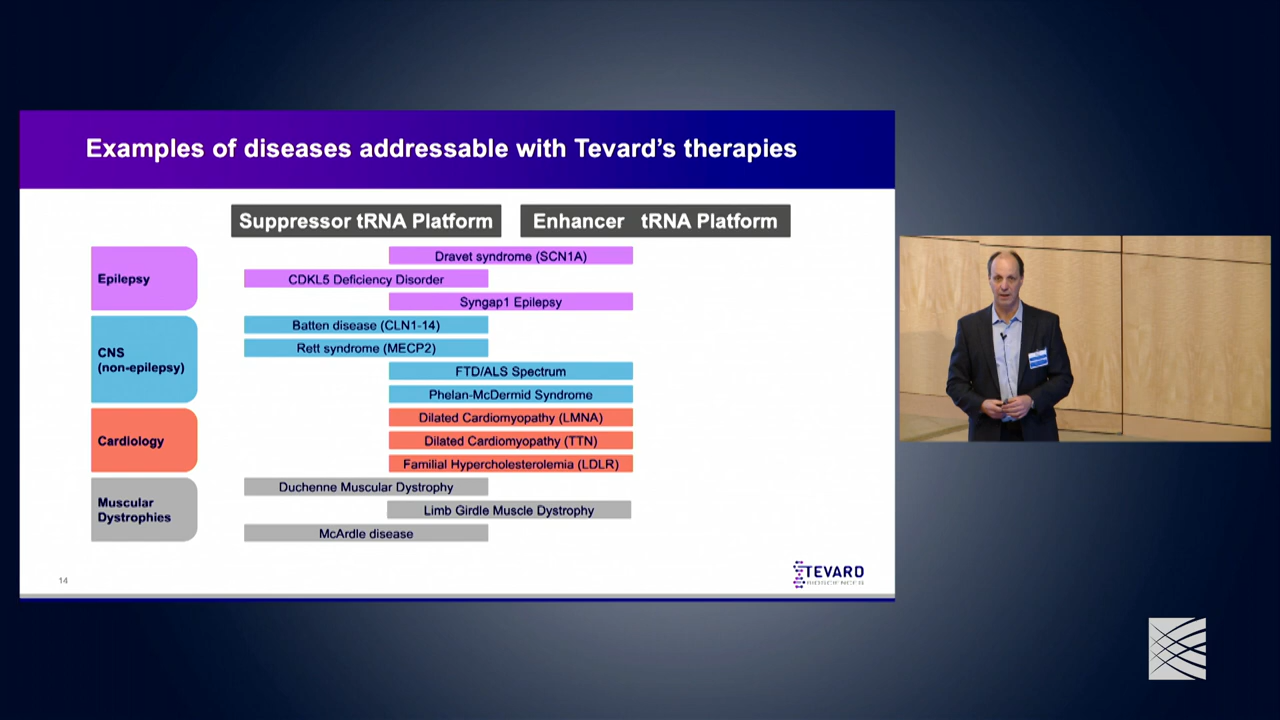 Examples of diseases addressable with Tevard's therapies
Suppressor tRNA Platform
Enhancer tRNA Platform
Epilepsy
Dravet syndrome (SCN1A)
CDKL5 Deficiency Disorder
Syngap1 Epilepsy
CNS
(non-epilepsy)
Batten disease (CLN1-14)
Rett syndrome (MECP2)
FTD/ALS Spectrum
Phelan-McDermid Syndrome
Cardiology
Dilated Cardiomyopathy (LMNA)
Dilated Cardiomyopathy (TTN)
Familial Hypercholesterolemia (LDLR)
Muscular
Dystrophies
Duchenne Muscular Dystrophy
Limb Girdle Muscle Dystrophy
McArdle disease
14
TEVARD
BIOSCIENCES